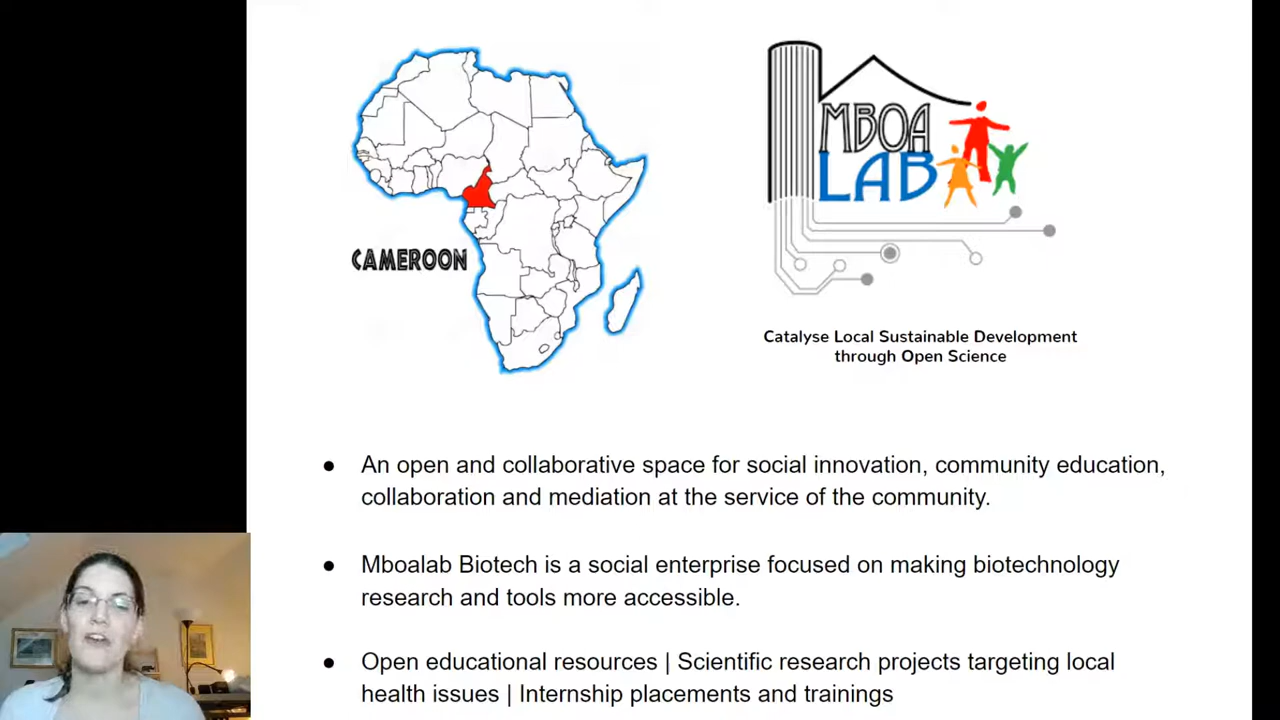 CAMEROON
MBOA
LAB
Catalyse Local Sustainable Development
through Open Science
● An open and collaborative space for social innovation, community education,
collaboration and mediation at the service of the community.
● Mboalab Biotech is a social enterprise focused on making biotechnology
research and tools more accessible.
● Open educational resources | Scientific research projects targeting local
health issues | Internship placements and trainings